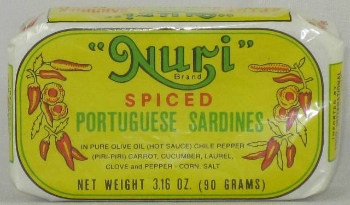 "Nuri"
Brand
SPICED
PORTUGUESE SARDINES
IN PURE OLIVE OIL (HOT SAUCE) CHILE PEPPER
(PIRI-PIRI) CARROT, CUCUMBER, LAUREL,
CLOVE and PEPPER - CORN, SALT
NET WEIGHT 3.16 OZ. (90 GRAMS)